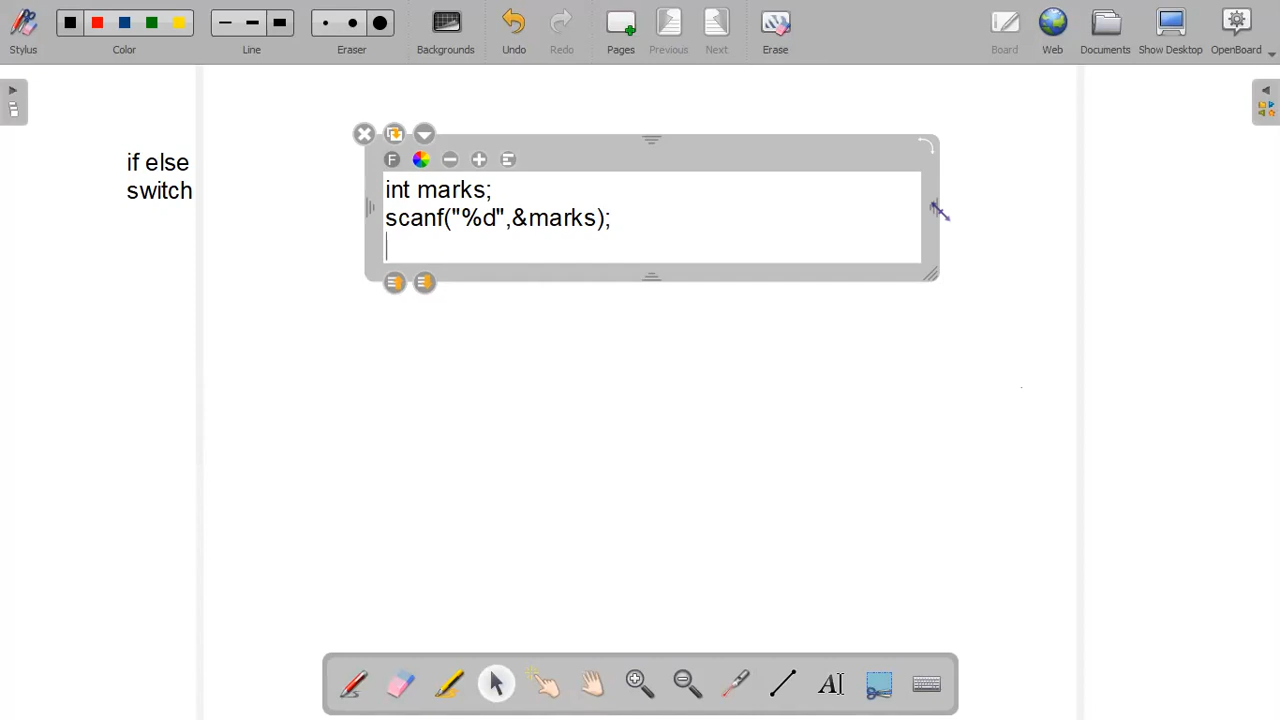 Stylus
Color
Line
Eraser
Backgrounds
Undo
Redo
Pages
Previous
Next
Erase
Board
Web
Documents
Show Desktop
OpenBoard
if else
switch
F
int marks;
scanf("%d",&marks);
AI